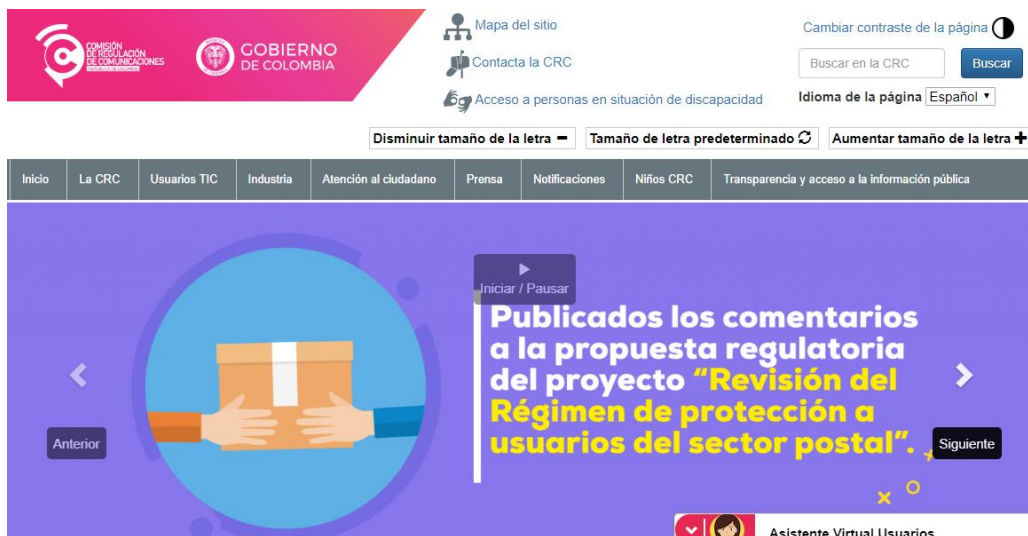 COMISIÓN
DE REGULACIÓN
DE COMUNICACIONES
REPÚBLICA DE COLOMBIA
GOBIERNO
DE COLOMBIA
Mapa del sitio
Contacta la CRC
Acceso a personas en situación de discapacidad
Cambiar contraste de la página
Buscar en la CRC Buscar
Idioma de la página Español
Disminuir tamaño de la letra Tamaño de letra predeterminado Aumentar tamaño de la letra
Inicio La CRC Usuarios TIC Industria Atención al ciudadano Prensa Notificaciones Niños CRC Transparencia y acceso a la información pública
Iniciar / Pausar
Publicados los comentarios
a la propuesta regulatoria
del proyecto “Revisión del
Régimen de protección a
usuarios del sector postal”.
Anterior
Siguiente
Asistente Virtual Usuarios